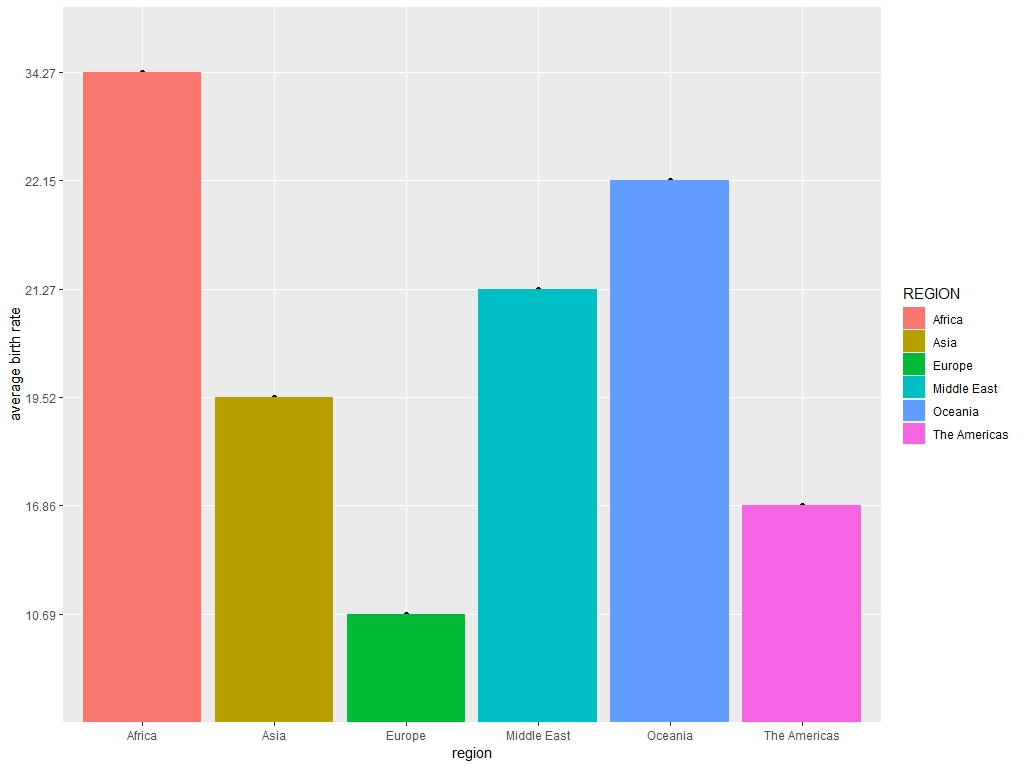 34.27
22.15
21.27
19.52
16.86
10.69
average birth rate
Africa
Asia
Europe
Middle East
Oceania
The Americas
region
REGION
Africa
Asia
Europe
Middle East
Oceania
The Americas